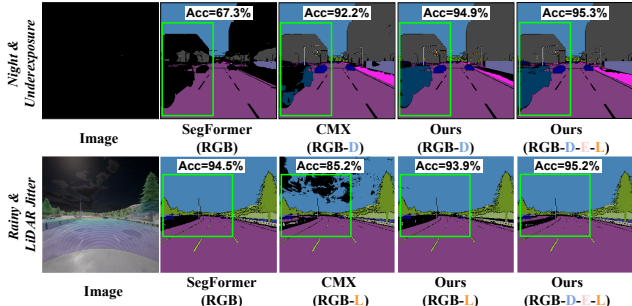 Night &
Underexposure
Acc=67.3%
Acc=92.2%
Acc=94.9%
Acc=95.3%
Image
SegFormer
(RGB)
CMX
(RGB-D)
Ours
(RGB-D)
Ours
(RGB-D-E-L)
Rainy &
LiDAR Jitter
Acc=94.5%
Acc=85.2%
Acc=93.9%
Acc=95.2%
Image
SegFormer
(RGB)
CMX
(RGB-L)
Ours
(RGB-L)
Ours
(RGB-D-E-L)